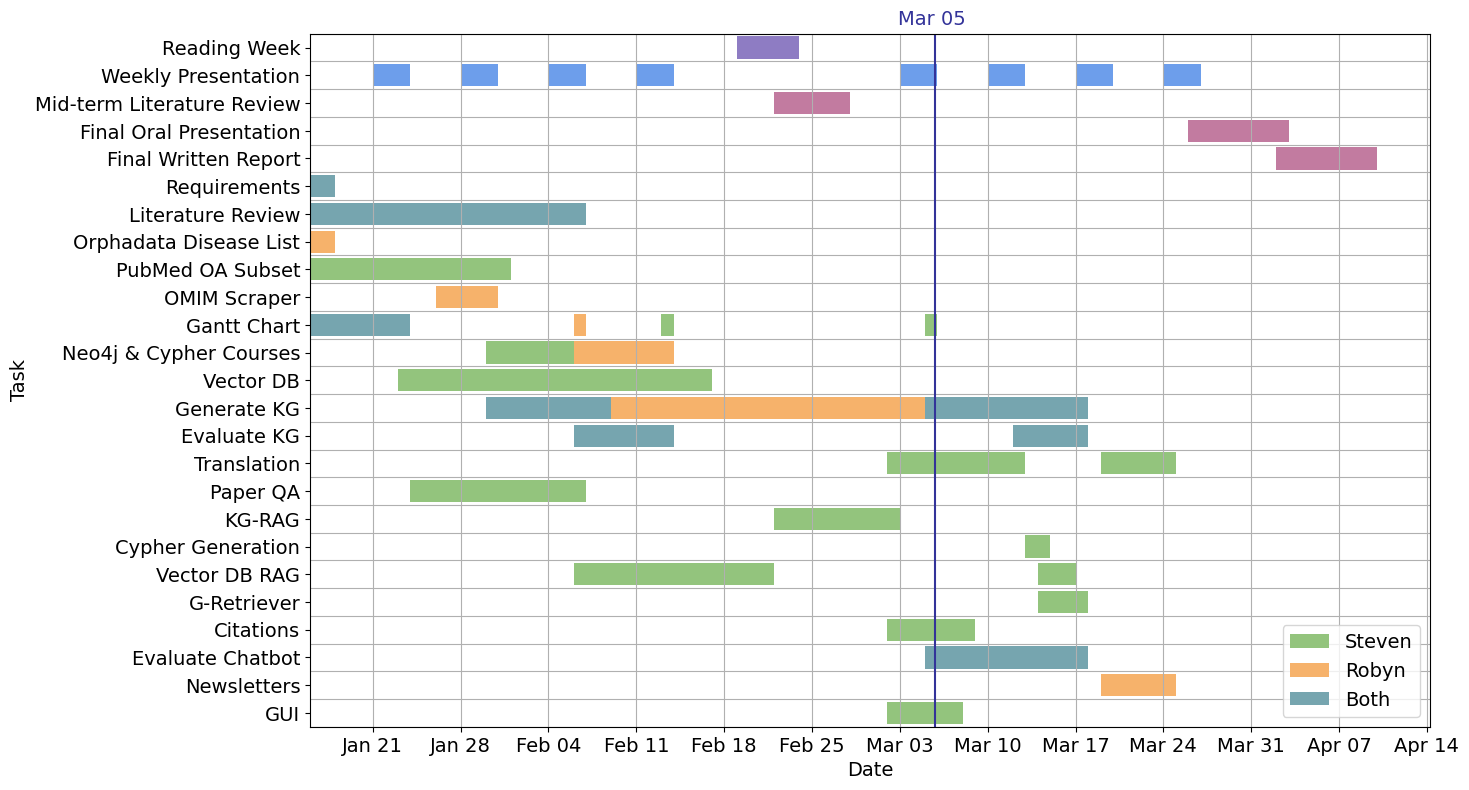 Mar 05
Reading Week
Weekly Presentation
Mid-term Literature Review
Final Oral Presentation
Final Written Report
Requirements
Literature Review
Orphadata Disease List
PubMed OA Subset
OMIM Scraper
Gantt Chart
Neo4j & Cypher Courses
Vector DB
Generate KG
Evaluate KG
Translation
Paper QA
KG-RAG
Cypher Generation
Vector DB RAG
G-Retriever
Citations
Evaluate Chatbot
Newsletters
GUI
Task
Steven
Robyn
Both
Jan 21 Jan 28 Feb 04 Feb 11 Feb 18 Feb 25 Mar 03 Mar 10 Mar 17 Mar 24 Mar 31 Apr 07 Apr 14
Date